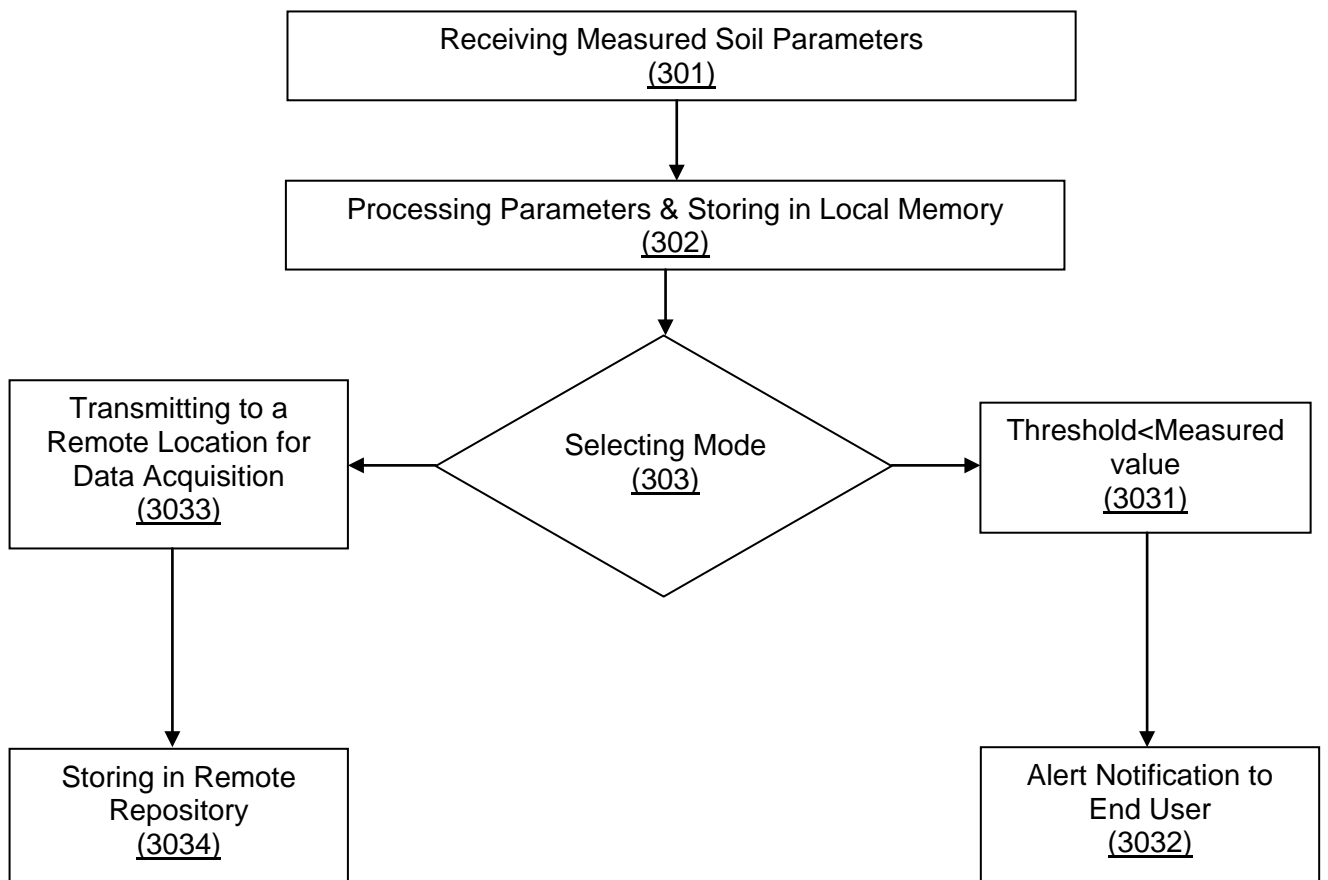 Receiving Measured Soil Parameters
(301)
Processing Parameters & Storing in Local Memory
(302)
Selecting Mode
(303)
Transmitting to a
Remote Location for
Data Acquisition
(3033)
Threshold<Measured
value
(3031)
Storing in Remote
Repository
(3034)
Alert Notification to
End User
(3032)